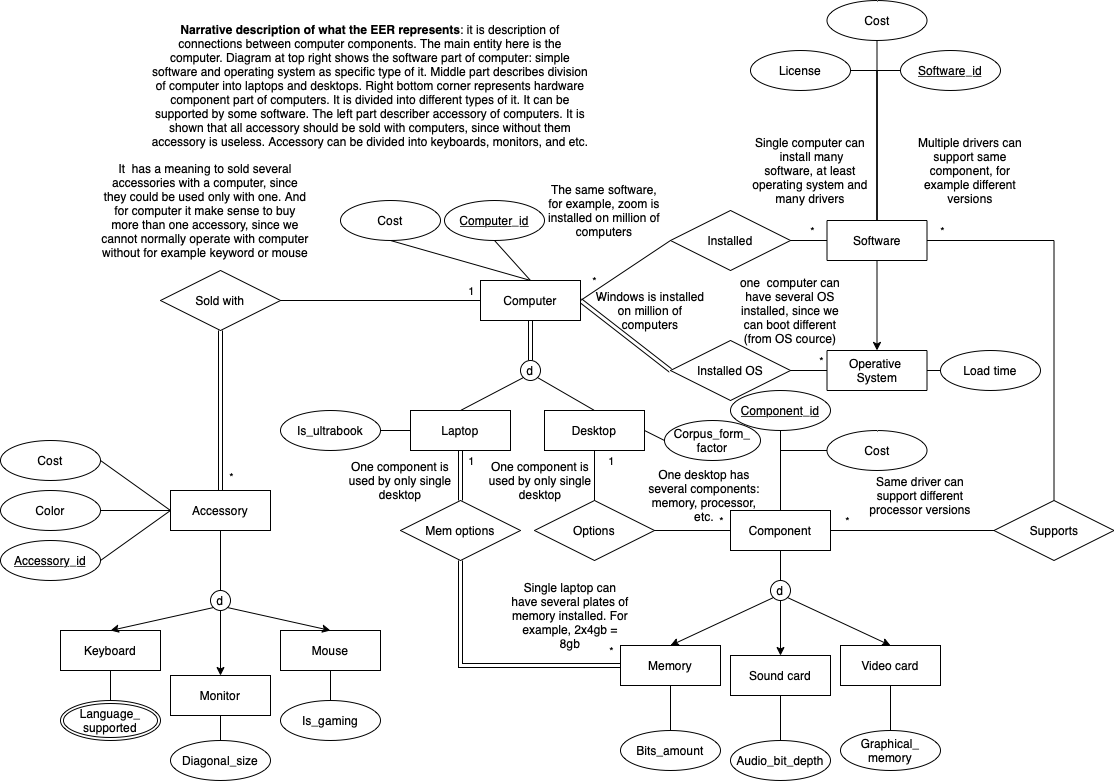 Narrative description of what the EER represents: it is description of
connections between computer components. The main entity here is the
computer. Diagram at top right shows the software part of computer: simple
software and operating system as specific type of it. Middle part describes division
of computer into laptops and desktops. Right bottom corner represents hardware
component part of computers. It is divided into different types of it. It can be
supported by some software. The left part describer accessory of computers. It is
shown that all accessory should be sold with computers, since without them
accessory is useless. Accessory can be divided into keyboards, monitors, and etc.
Cost
License
Software_id
Single computer can
install many
software, at least
operating system and
many drivers
Multiple drivers can
support same
component, for
example different
versions
It  has a meaning to sold several
accessories with a computer, since
they could be used only with one. And
for computer it make sense to buy
more than one accessory, since we
cannot normally operate with computer
without for example keyword or mouse
Cost
Computer_id
The same software,
for example, zoom is
installed on million of
computers
Installed
*
Software
*
Sold with
1
Computer
*
Windows is installed
on million of
computers
one  computer can
have several OS
installed, since we
can boot different
(from OS cource)
d
Installed OS
*
Operative
System
Load time
Component_id
Is_ultrabook
Laptop
Desktop
Corpus_form_
factor
Cost
Cost
Color
Accessory_id
*
Accessory
One component is
used by only single
desktop
1
One component is
used by only single
desktop
1
One desktop has
several components:
memory, processor,
etc.
Same driver can
support different
processor versions
Mem options
Options
*
Component
*
Supports
d
d
Single laptop can
have several plates of
memory installed. For
example, 2x4gb =
8gb
*
Keyboard
Mouse
Monitor
Memory
Sound card
Video card
Language_
supported
Is_gaming
Diagonal_size
Bits_amount
Audio_bit_depth
Graphical_
memory